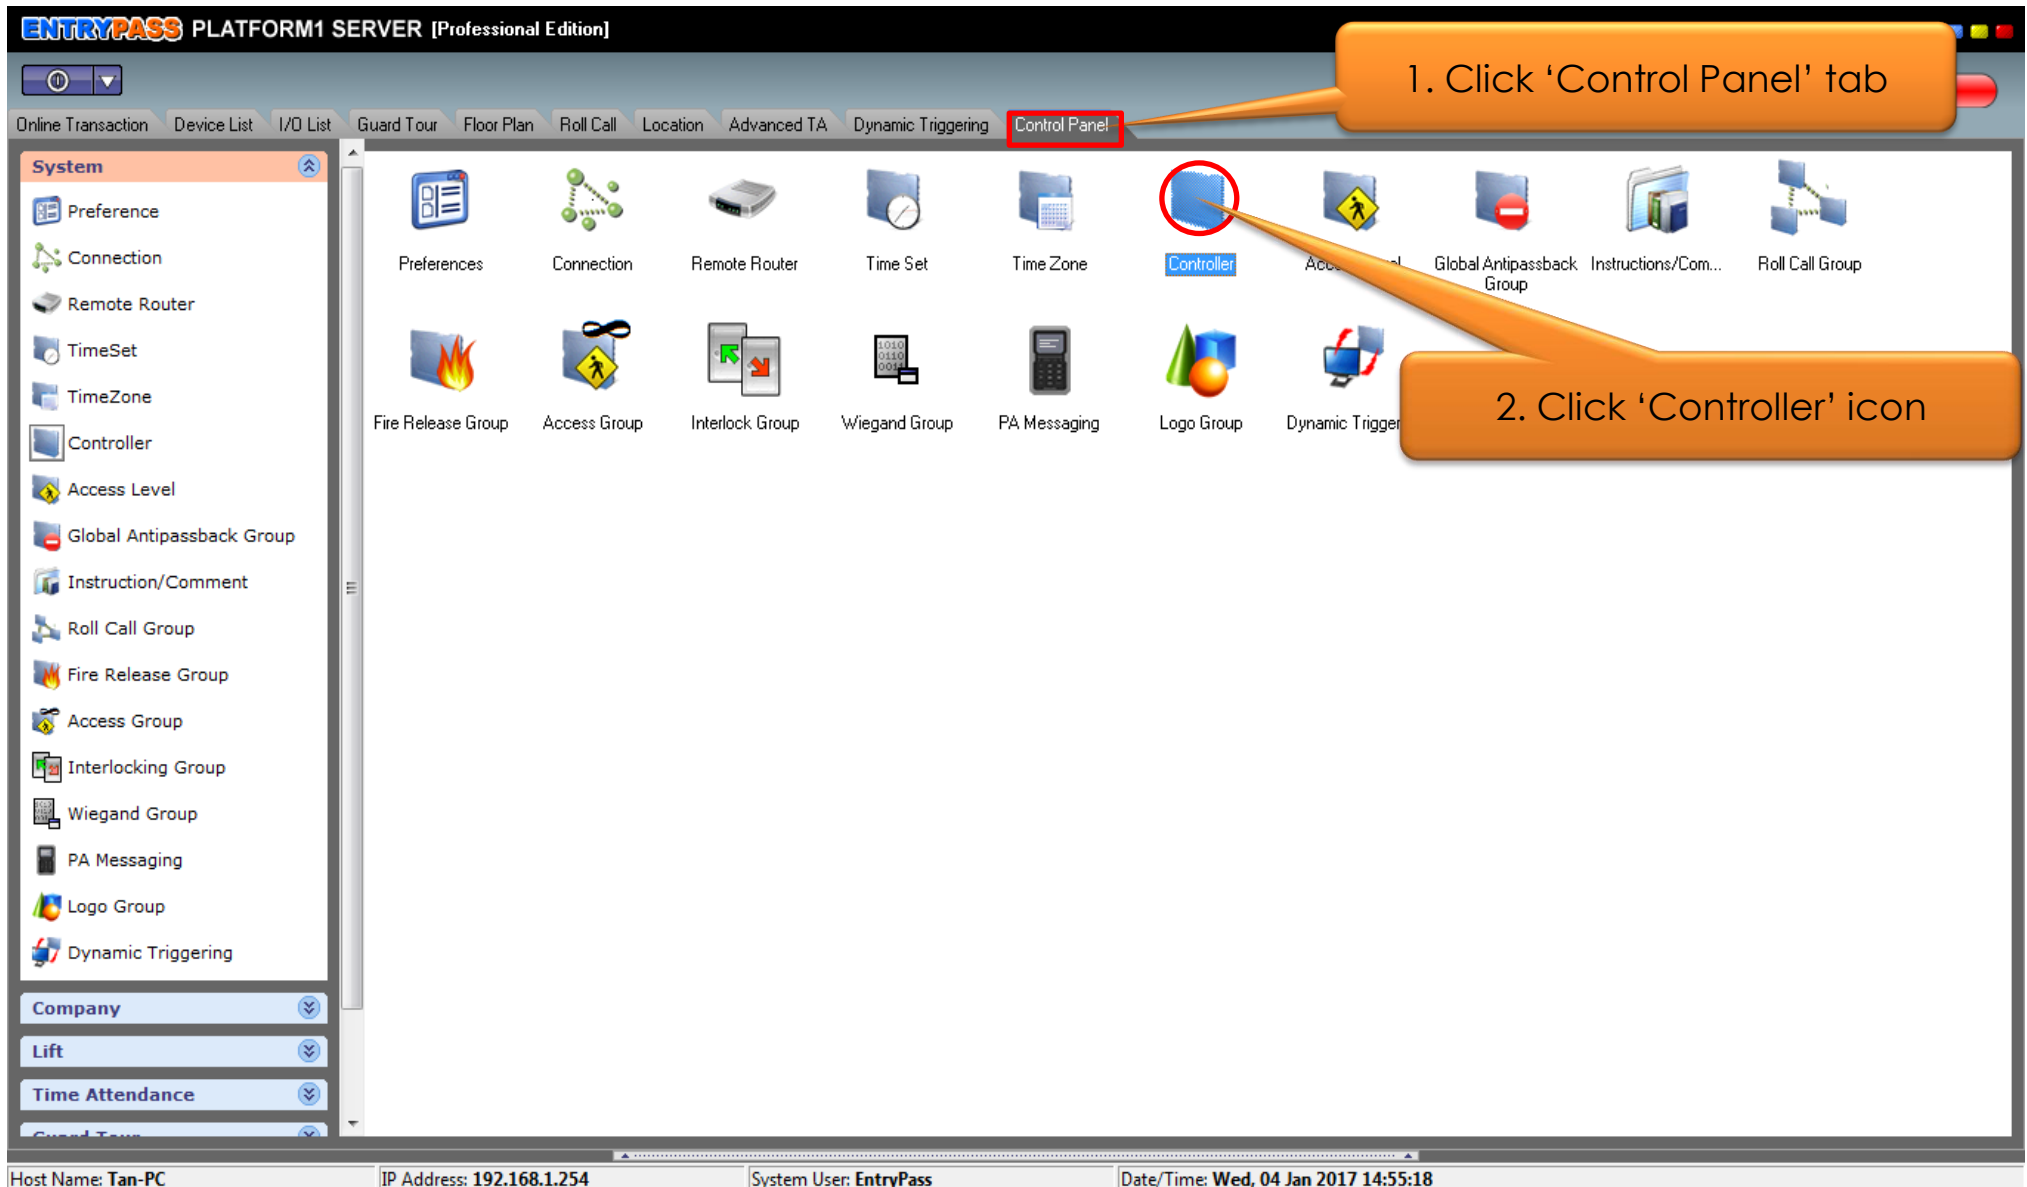 ENTRYPASS PLATFORM1 SERVER [Professional Edition]
1. Click ‘Control Panel’ tab
Online Transaction Device List I/O List Guard Tour Floor Plan Roll Call Location Advanced TA Dynamic Triggering Control Panel
System
Preference
Connection
Remote Router
TimeSet
TimeZone
Controller
Access Level
Global Antipassback Group
Instruction/Comment
Roll Call Group
Fire Release Group
Access Group
Interlocking Group
Wiegand Group
PA Messaging
Logo Group
Dynamic Triggering
Company
Lift
Time Attendance
Preferences Connection Remote Router Time Set Time Zone Controller Global Antipassback Instructions/Com... Roll Call Group
Group
1010
0110
Fire Release Group Access Group Interlock Group Wiegand Group PA Messaging Logo Group Dynamic Trigger
2. Click ‘Controller’ icon
Host Name: Tan-PC IP Address: 192.168.1.254 System User: EntryPass Date/Time: Wed, 04 Jan 2017 14:55:18